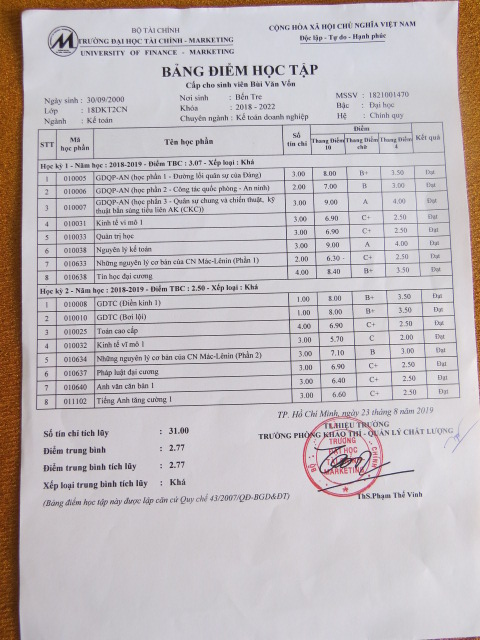 BỘ TÀI CHÍNH
TRƯỜNG ĐẠI HỌC TÀI CHÍNH - MARKETING
UNIVERSITY OF FINANCE - MARKETING
CỘNG HÒA XÃ HỘI CHỦ NGHĨA VIỆT NAM
Độc lập - Tự do - Hạnh phúc
BẢNG ĐIỂM HỌC TẬP
Cấp cho sinh viên Bùi Văn Vốn
Ngày sinh : 30/09/2000 Nơi sinh : Bến Tre MSSV : 1821001470
Lớp : 18DKT2CN Khóa : 2018 - 2022 Bậc : Đại học
Ngành : Kế toán Chuyên ngành : Kế toán doanh nghiệp Hệ : Chính quy
STT Mã học phần Tên học phần Số tín chỉ Điểm Thang Điểm 10 Thang Điểm chữ Thang Điểm 4 Kết quả
Học kỳ 1 - Năm học : 2018-2019 - Điểm TBC : 3.07 - Xếp loại : Khá
1 010005 GDQP-AN (học phần 1 - Đường lối quân sự của Đảng) 3.00 8.00 B+ 3.50 Đạt
2 010006 GDQP-AN (học phần 2 - Công tác quốc phòng - An ninh) 2.00 7.00 B 3.00 Đạt
3 010007 GDQP-AN (học phần 3 - Quân sự chung và chiến thuật, kỹ thuật bắn súng tiểu liên AK (CKC)) 3.00 9.00 A 4.00 Đạt
4 010031 Kinh tế vi mô 1 3.00 6.90 C+ 2.50 Đạt
5 010033 Quản trị học 3.00 6.90 C+ 2.50 Đạt
6 010038 Nguyên lý kế toán 3.00 9.00 A 4.00 Đạt
7 010633 Những nguyên lý cơ bản của CN Mác-Lênin (Phần 1) 2.00 6.30 C+ 2.50 Đạt
8 010638 Tin học đại cương 4.00 8.40 B+ 3.50 Đạt
Học kỳ 2 - Năm học : 2018-2019 - Điểm TBC : 2.50 - Xếp loại : Khá
1 010008 GDTC (Điền kinh 1) 1.00 8.00 B+ 3.50 Đạt
2 010010 GDTC (Bơi lội) 1.00 8.00 B+ 3.50 Đạt
3 010025 Toán cao cấp 4.00 6.90 C+ 2.50 Đạt
4 010032 Kinh tế vĩ mô 1 3.00 5.70 C 2.00 Đạt
5 010634 Những nguyên lý cơ bản của CN Mác-Lênin (Phần 2) 3.00 7.10 B 3.00 Đạt
6 010637 Pháp luật đại cương 3.00 6.90 C+ 2.50 Đạt
7 010640 Anh văn căn bản 1 3.00 6.40 C+ 2.50 Đạt
8 011102 Tiếng Anh tăng cường 1 3.00 6.60 C+ 2.50 Đạt
TP. Hồ Chí Minh, ngày 23 tháng 8 năm 2019
TL.HIỆU TRƯỞNG
TRƯỞNG PHÒNG KHẢO THÍ - QUẢN LÝ CHẤT LƯỢNG
Số tín chỉ tích lũy : 31.00
Điểm trung bình : 2.77
Điểm trung bình tích lũy : 2.77
Xếp loại trung bình tích lũy : Khá
TRƯỜNG
ĐẠI HỌC
MARKETING
(Bảng điểm học tập này được lập căn cứ Quy chế 43/2007/QĐ-BGD&ĐT)
ThS.Phạm Thế Vinh